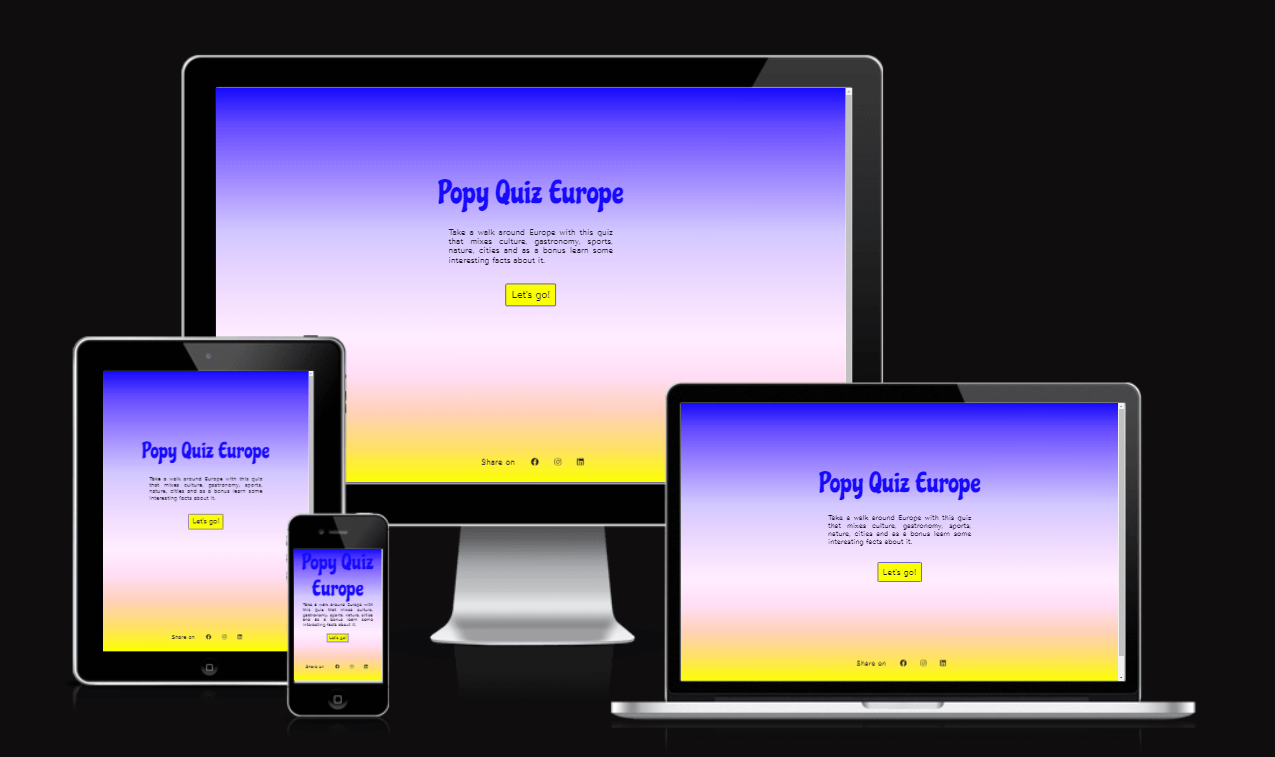 Popy Quiz Europe
Take a walk around Europe with this quiz
that mixes culture, gastronomy, sports,
nature, cities and as a bonus learn some
interesting facts about it.
Let's go!
Share on
Popy Quiz Europe
Take a walk around Europe with this quiz
that mixes culture, gastronomy, sports,
nature, cities and as a bonus learn some
interesting facts about it.
Let's go!
Share on
Popy Quiz
Europe
Take a walk around Europe with
this quiz that mixes culture,
gastronomy, sports, nature, cities
and as a bonus learn some
interesting facts about it.
Let's go!
Share on
Popy Quiz Europe
Take a walk around Europe with this quiz
that mixes culture, gastronomy, sports,
nature, cities and as a bonus learn some
interesting facts about it.
Let's go!
Share on